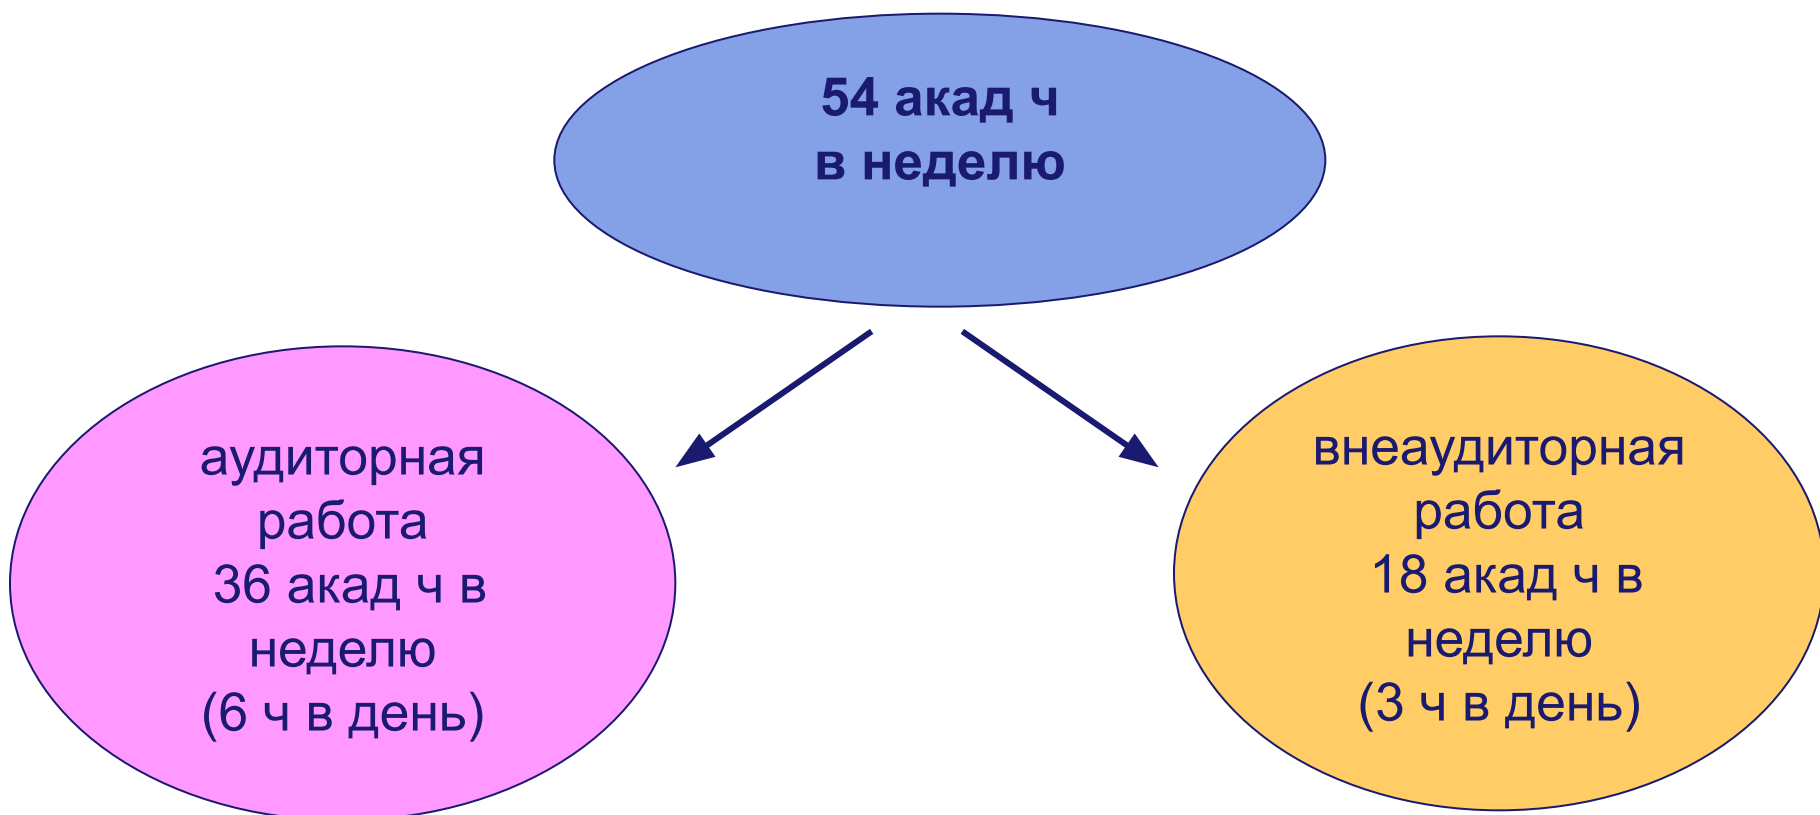 54 акад ч
в неделю
аудиторная
работа
36 акад ч в
неделю
(6 ч в день)
внеаудиторная
работа
18 акад ч в
неделю
(3 ч в день)